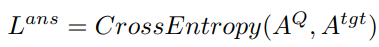 L^{ans} = CrossEntropy(A^Q, A^{tgt})